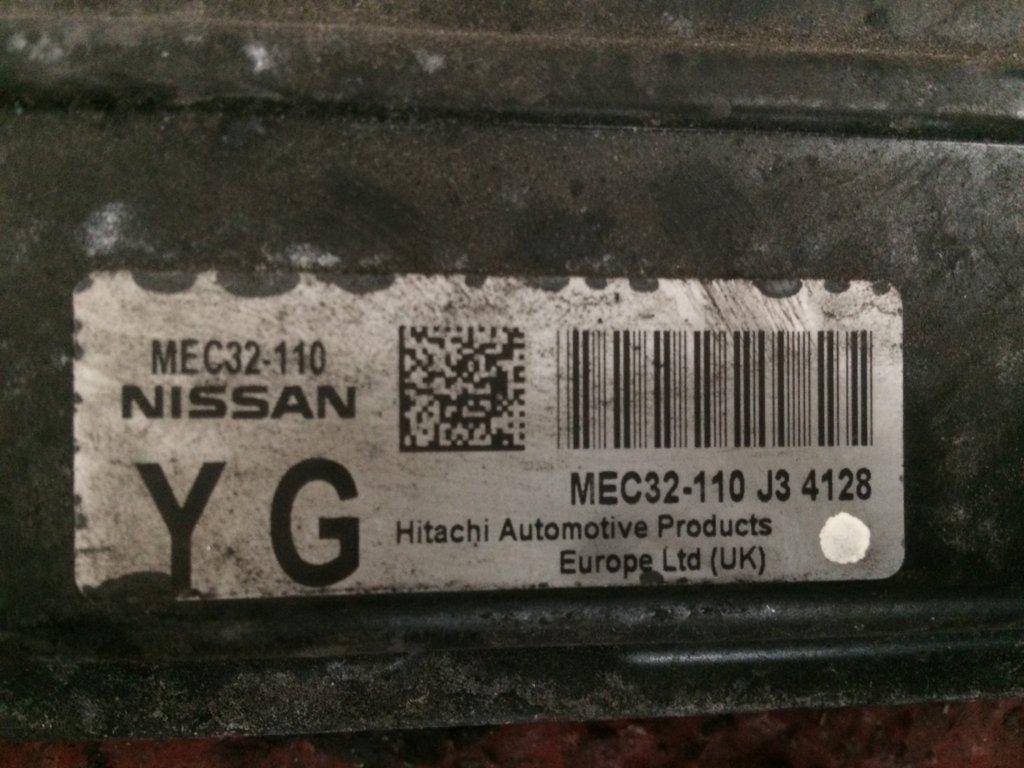 MEC32-110
NISSAN
Y G
MEC32-110 J3 4128
Hitachi Automotive Products
Europe Ltd (UK)